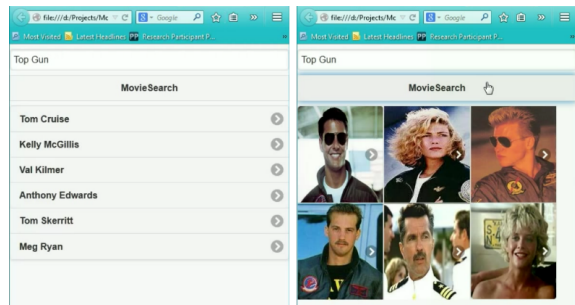 file:///d:/Projects/Mc
Google
Most Visited
Latest Headlines
Research Participant P...
Top Gun
MovieSearch
Tom Cruise
Kelly McGillis
Val Kilmer
Anthony Edwards
Tom Skerritt
Meg Ryan
file:///d:/Projects/Mc
Google
Most Visited
Latest Headlines
Research Participant P...
Top Gun
MovieSearch